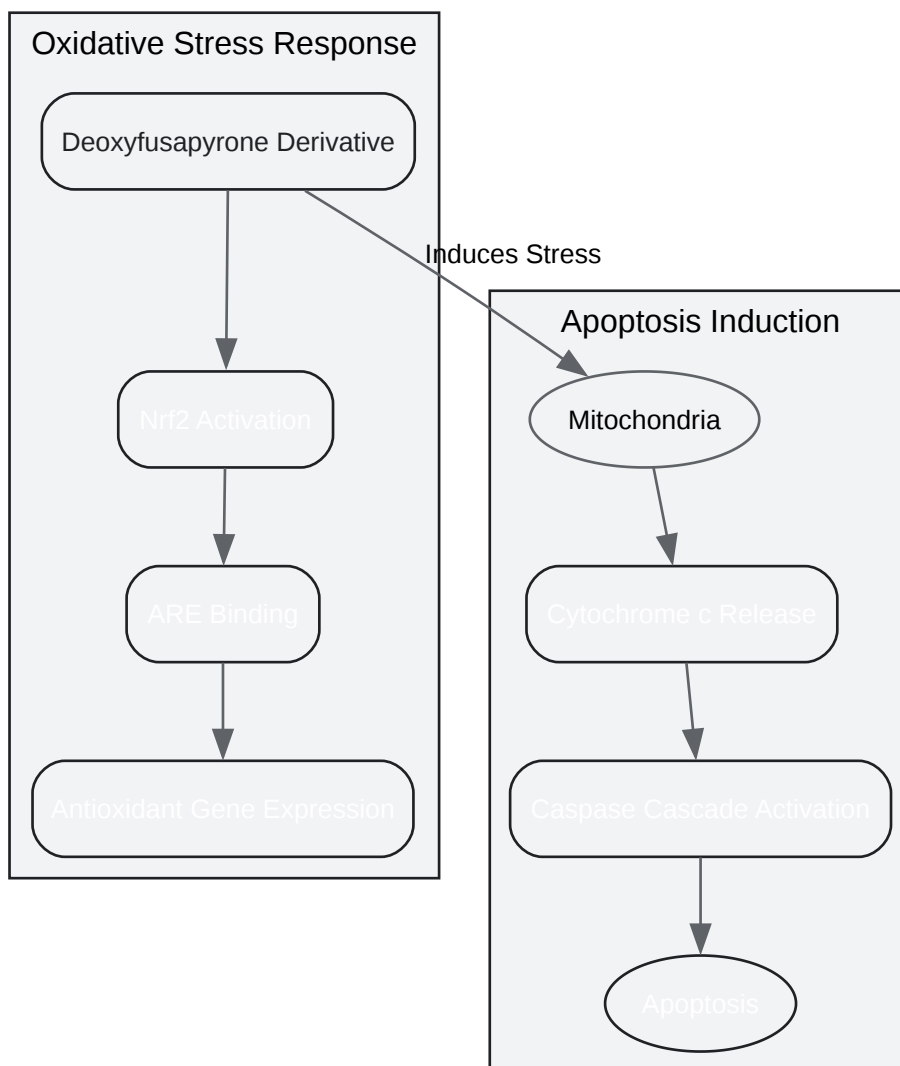 Oxidative Stress Response
Deoxyfusapyrone Derivative
Induces Stress
Apoptosis Induction
Nrf2 Activation
Mitochondria
ARE Binding
Cytochrome c Release
Antioxidant Gene Expression
Caspase Cascade Activation
Apoptosis